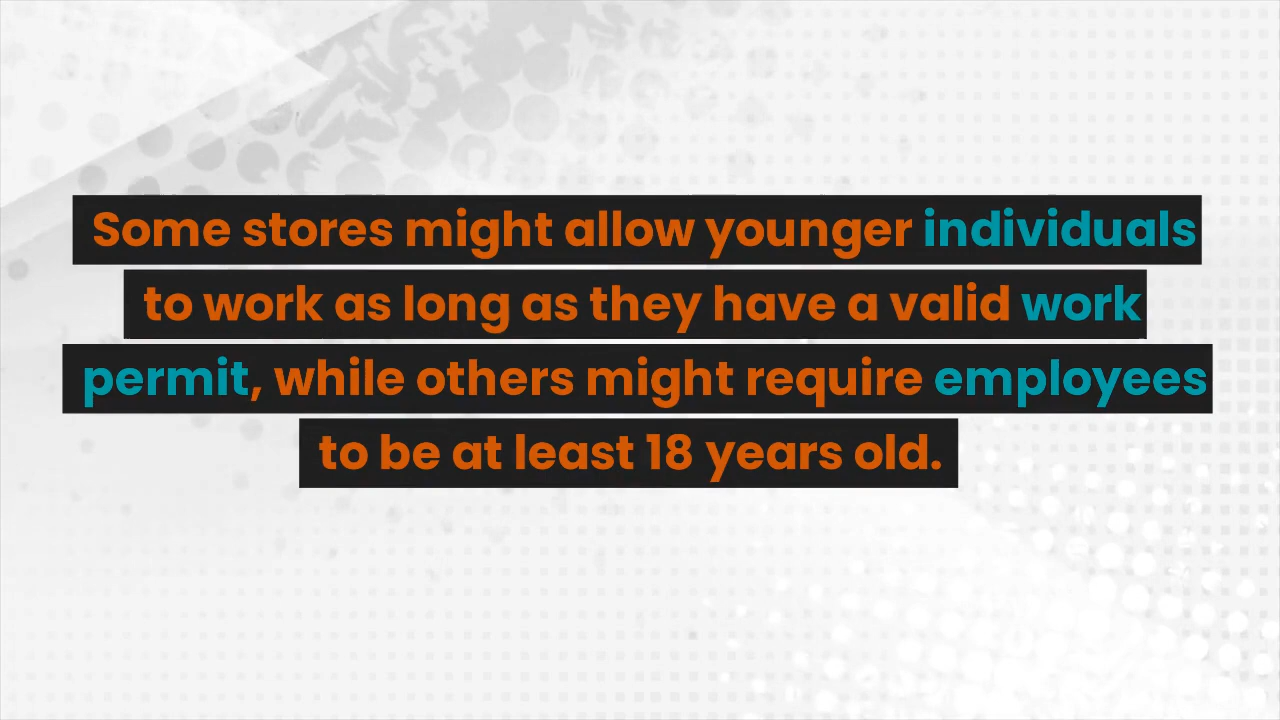 Some stores might allow younger individuals
to work as long as they have a valid work
permit, while others might require employees
to be at least 18 years old.